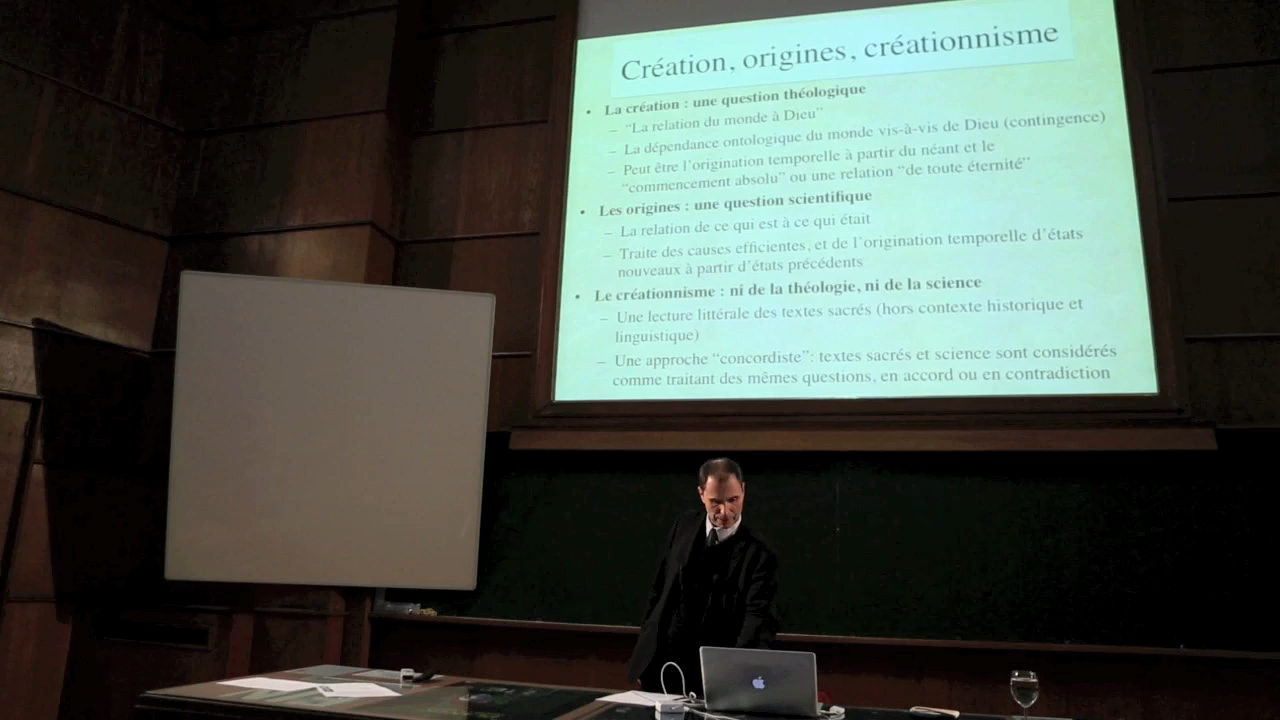 Création, origines, créationnisme
• La création : une question théologique
– “La relation du monde à Dieu”
– La dépendance ontologique du monde vis-à-vis de Dieu (contingence)
– Peut être l’origination temporelle à partir du néant et le
“commencement absolu” ou une relation “de toute éternité”
• Les origines : une question scientifique
– La relation de ce qui est à ce qui était
– Traite des causes efficientes, et de l’origination temporelle d’états
nouveaux à partir d’états précédents
• Le créationnisme : ni de la théologie, ni de la science
– Une lecture littérale des textes sacrés (hors contexte historique et
linguistique)
– Une approche “concordiste”: textes sacrés et science sont considérés
comme traitant des mêmes questions, en accord ou en contradiction